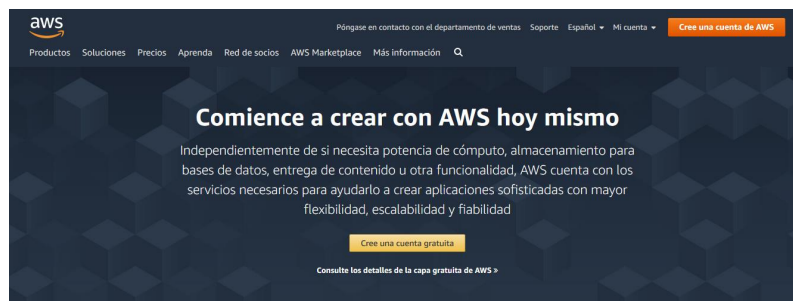 aws
Póngase en contacto con el departamento de ventas Soporte Español Mi cuenta Cree una cuenta de AWS
Productos Soluciones Precios Aprenda Red de socios AWS Marketplace Más información
Comience a crear con AWS hoy mismo
Independientemente de si necesita potencia de cómputo, almacenamiento para
bases de datos, entrega de contenido u otra funcionalidad, AWS cuenta con los
servicios necesarios para ayudarlo a crear aplicaciones sofisticadas con mayor
flexibilidad, escalabilidad y fiabilidad
Cree una cuenta gratuita
Consulte los detalles de la capa gratuita de AWS »